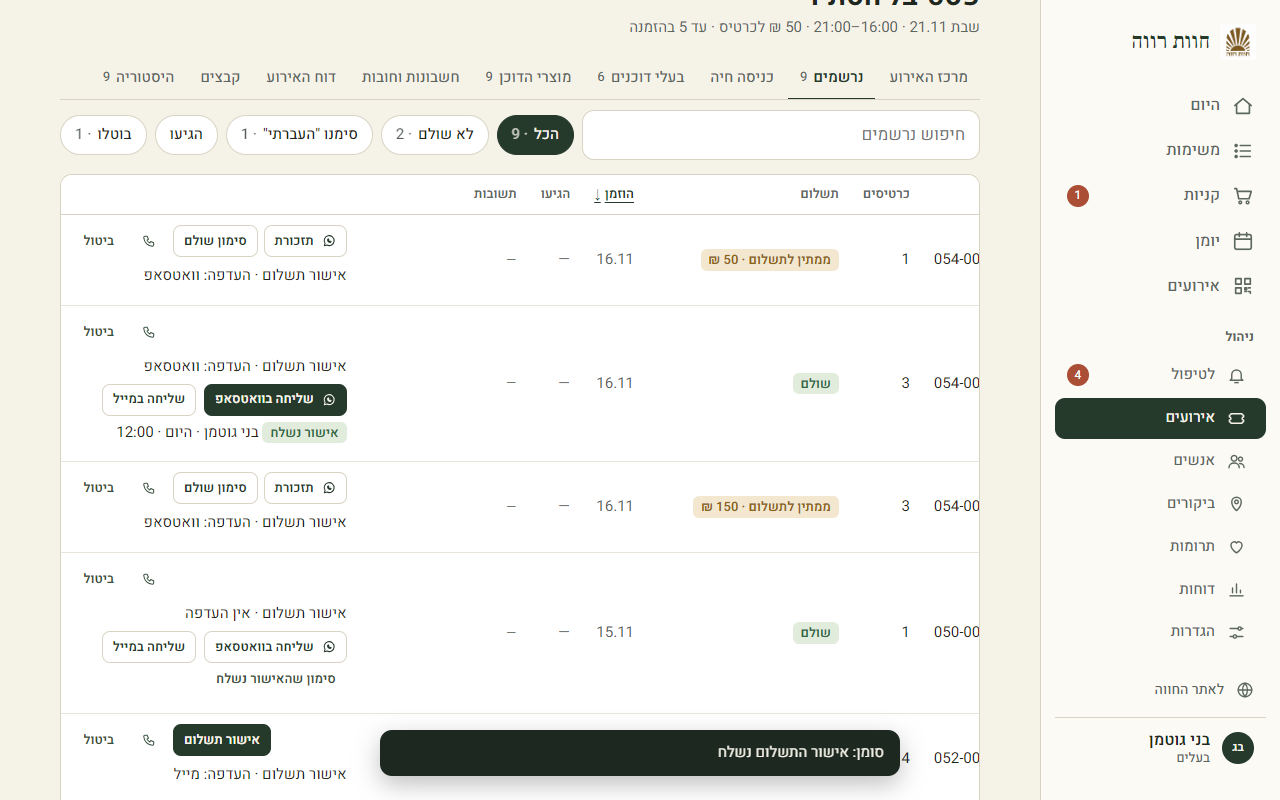 שבת 21.11 · 16:00–21:00 · 50 ₪ לכרטיס · עד 5 בהזמנה
מרכז האירוע
נרשמים 9
כניסה חיה
בעלי דוכנים 6
מוצרי הדוכן 9
חשבונות וחובות
דוח האירוע
קבצים
היסטוריה 9
חיפוש נרשמים
הכל · 9
לא שולם · 2
סימנו "העברתי" · 1
הגיעו
בוטלו · 1
כרטיסים
תשלום
הוזמן ↓
הגיעו
תשובות
054-00
1
ממתין לתשלום · 50 ₪
16.11
—
–
תזכורת
סימון שולם
ביטול
אישור תשלום · העדפה: וואטסאפ
054-00
3
שולם
16.11
—
–
ביטול
אישור תשלום · העדפה: וואטסאפ
שליחה בוואטסאפ
שליחה במייל
אישור נשלח בני גוטמן · היום · 12:00
054-00
3
ממתין לתשלום · 150 ₪
16.11
—
–
תזכורת
סימון שולם
ביטול
אישור תשלום · העדפה: וואטסאפ
050-00
1
שולם
15.11
—
–
ביטול
אישור תשלום · אין העדפה
שליחה בוואטסאפ
שליחה במייל
סימון שהאישור נשלח
052-00
4
אישור תשלום
ביטול
אישור תשלום · העדפה: מייל
סומן: אישור התשלום נשלח
חוות רווה
היום
משימות
קניות
1
יומן
אירועים
ניהול
לטיפול
4
אירועים
אנשים
ביקורים
תרומות
דוחות
הגדרות
לאתר החווה
בג
בני גוטמן
בעלים